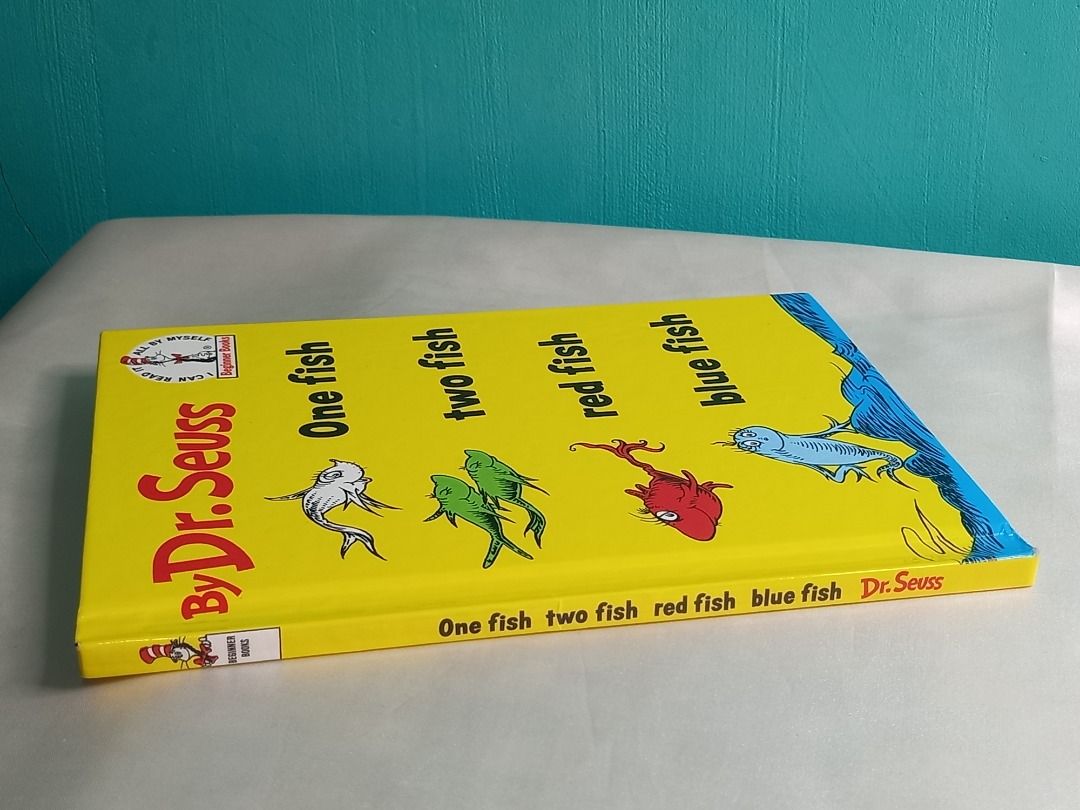 I CAN READ IT ALL BY MYSELF
®
Beginner Books
By Dr. Seuss
One fish
two fish
red fish
blue fish
BEGINNER
BOOKS
One fish two fish red fish blue fish Dr. Seuss